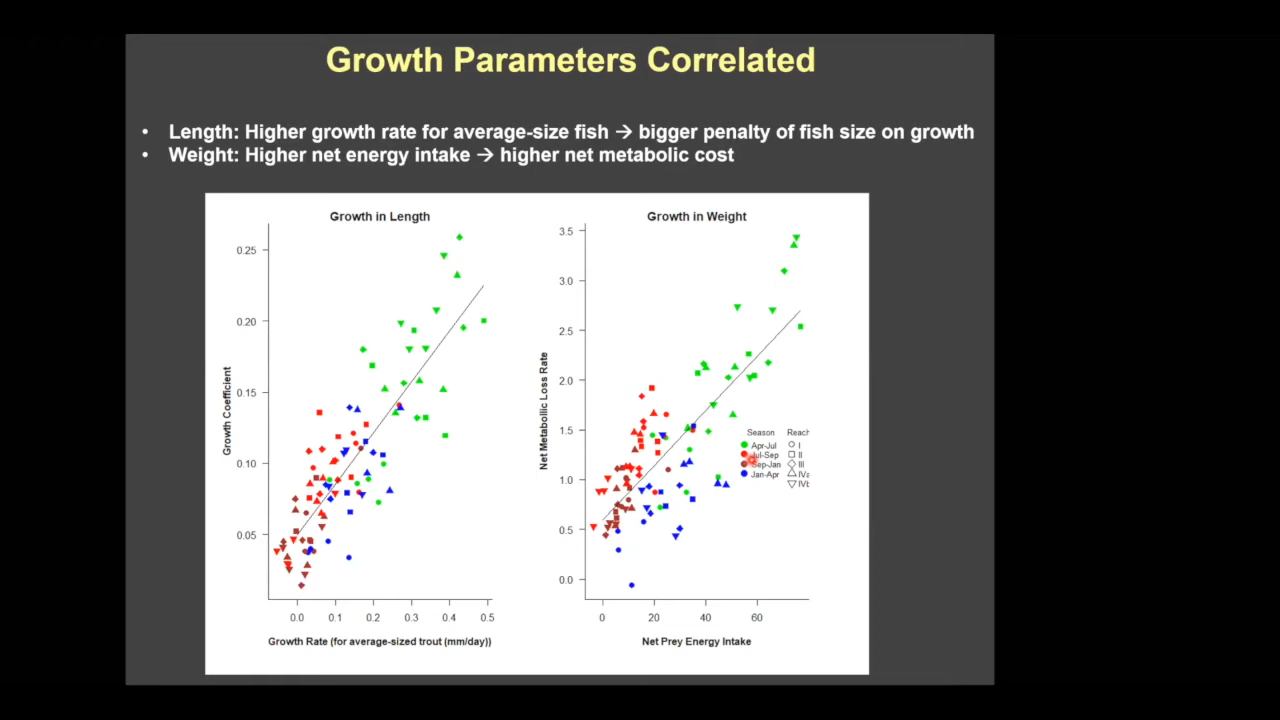 Growth Parameters Correlated
• Length: Higher growth rate for average-size fish → bigger penalty of fish size on growth
• Weight: Higher net energy intake → higher net metabolic cost
Growth in Length
0.25
0.20
0.15
0.10
0.05
Growth Coefficient
0.0 0.1 0.2 0.3 0.4 0.5
Growth Rate (for average-sized trout (mm/day))
Growth in Weight
3.5
3.0
2.5
2.0
1.5
1.0
0.5
0.0
Net Metabollic Loss Rate
0 20 40 60
Net Prey Energy Intake
Season Reach
Apr-Jul I
Jul-Sep II
Sep-Jan III
Jan-Apr IVa
IVb